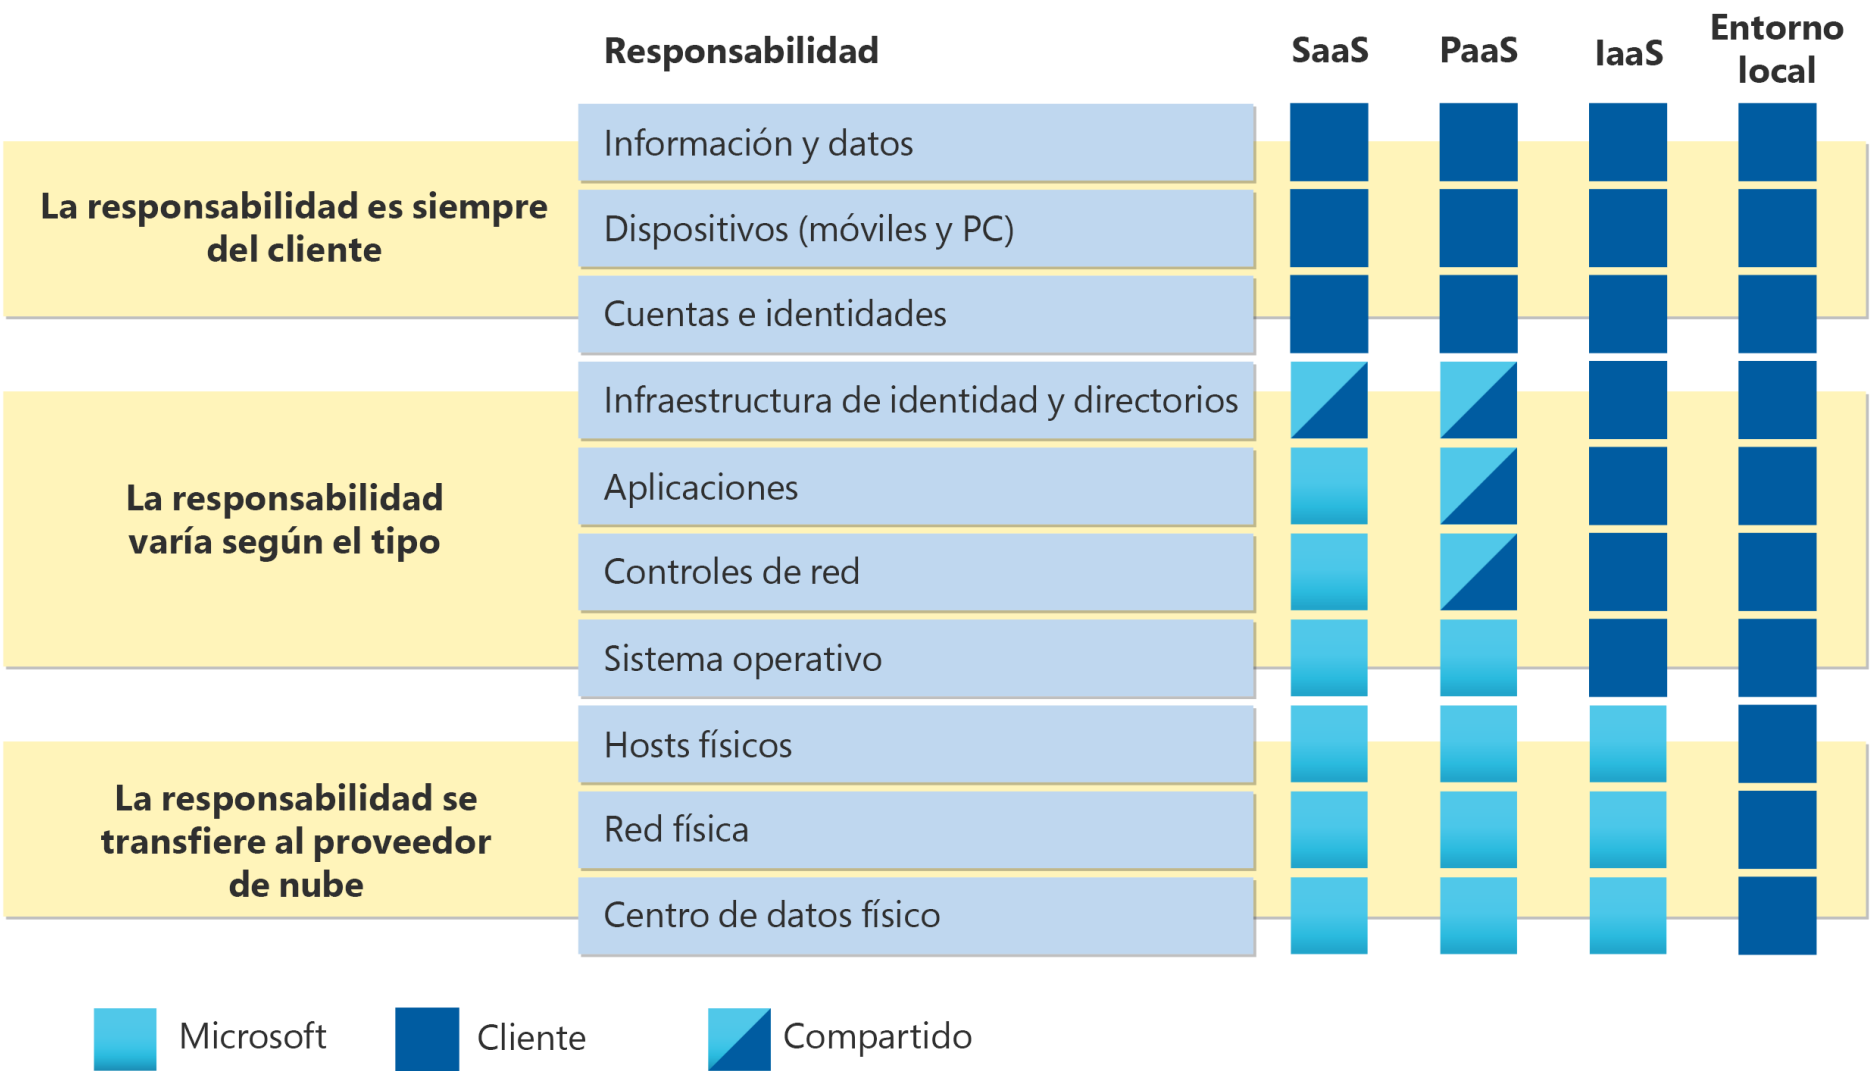 Responsabilidad
SaaS
PaaS
IaaS
Entorno
local
La responsabilidad es siempre
del cliente
Información y datos
Dispositivos (móviles y PC)
Cuentas e identidades
La responsabilidad
varía según el tipo
Infraestructura de identidad y directorios
Aplicaciones
Controles de red
Sistema operativo
La responsabilidad se
transfiere al proveedor
de nube
Hosts físicos
Red física
Centro de datos físico
Microsoft
Cliente
Compartido